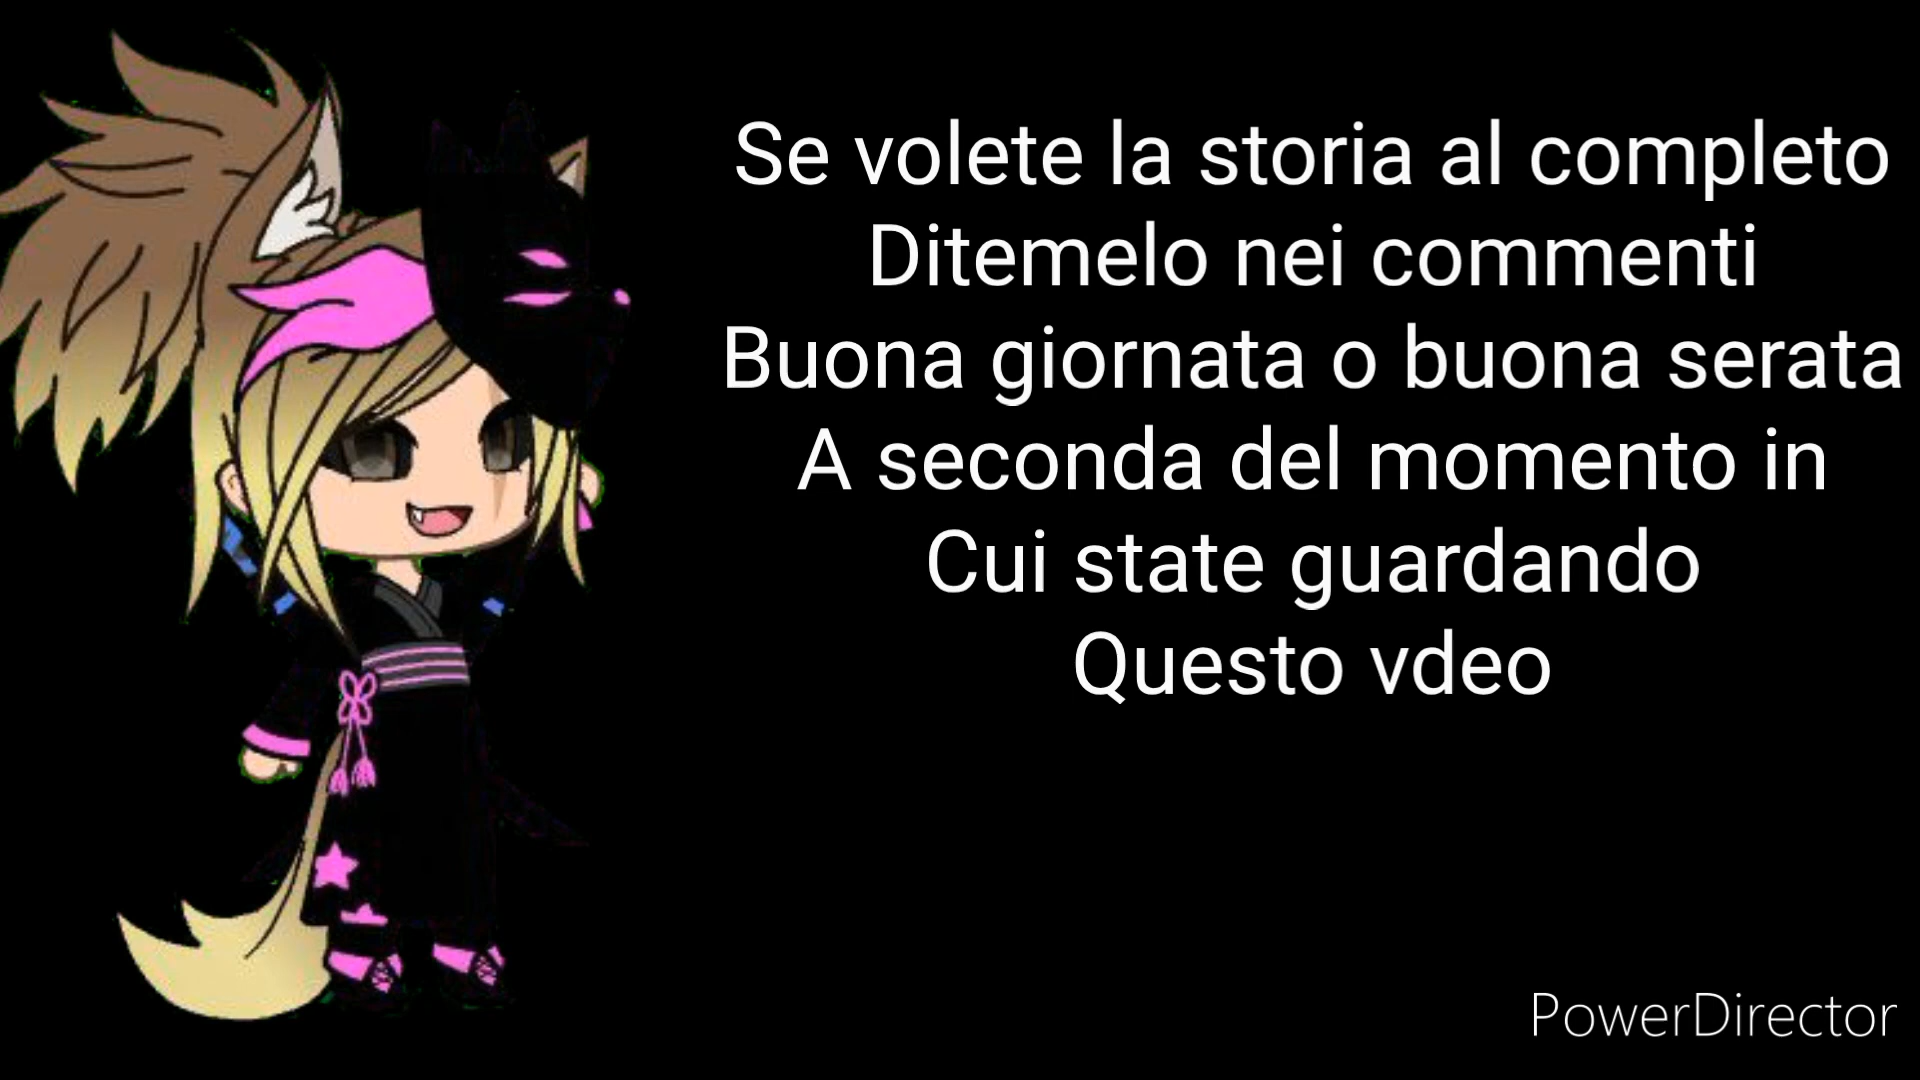 Se volete la storia al completo
Ditemelo nei commenti
Buona giornata o buona serata
A seconda del momento in
Cui state guardando
Questo vdeo
PowerDirector